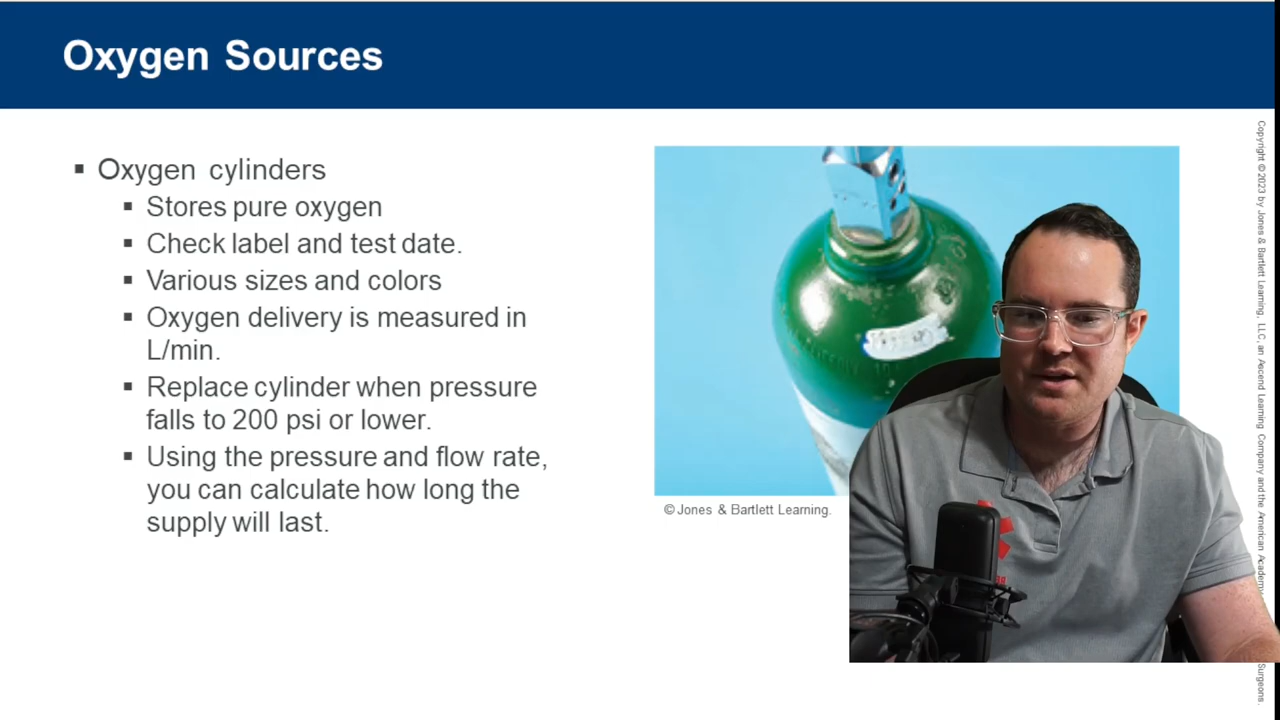 Oxygen Sources
▪ Oxygen cylinders
▪ Stores pure oxygen
▪ Check label and test date.
▪ Various sizes and colors
▪ Oxygen delivery is measured in
L/min.
▪ Replace cylinder when pressure
falls to 200 psi or lower.
▪ Using the pressure and flow rate,
you can calculate how long the
supply will last.
© Jones & Bartlett Learning.
Copyright © 2023 by Jones & Bartlett Learning, LLC, an Ascend Learning Company and the American Academy Surgeons.